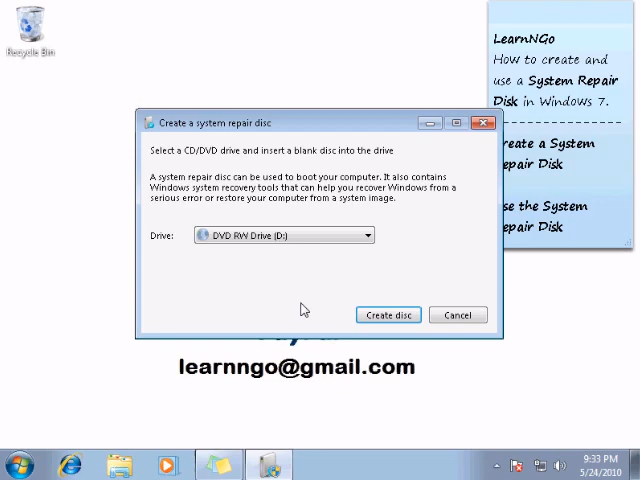 Recycle Bin
LearnNGo
How to create and
use a System Repair
Disk in Windows 7.
Create a System
Repair Disk
Use the System
Repair Disk
Create a system repair disc
Select a CD/DVD drive and insert a blank disc into the drive
A system repair disc can be used to boot your computer. It also contains
Windows system recovery tools that can help you recover Windows from a
serious error or restore your computer from a system image.
Drive: DVD RW Drive (D:)
Create disc Cancel
learnngo@gmail.com
9:33 PM
5/24/2010